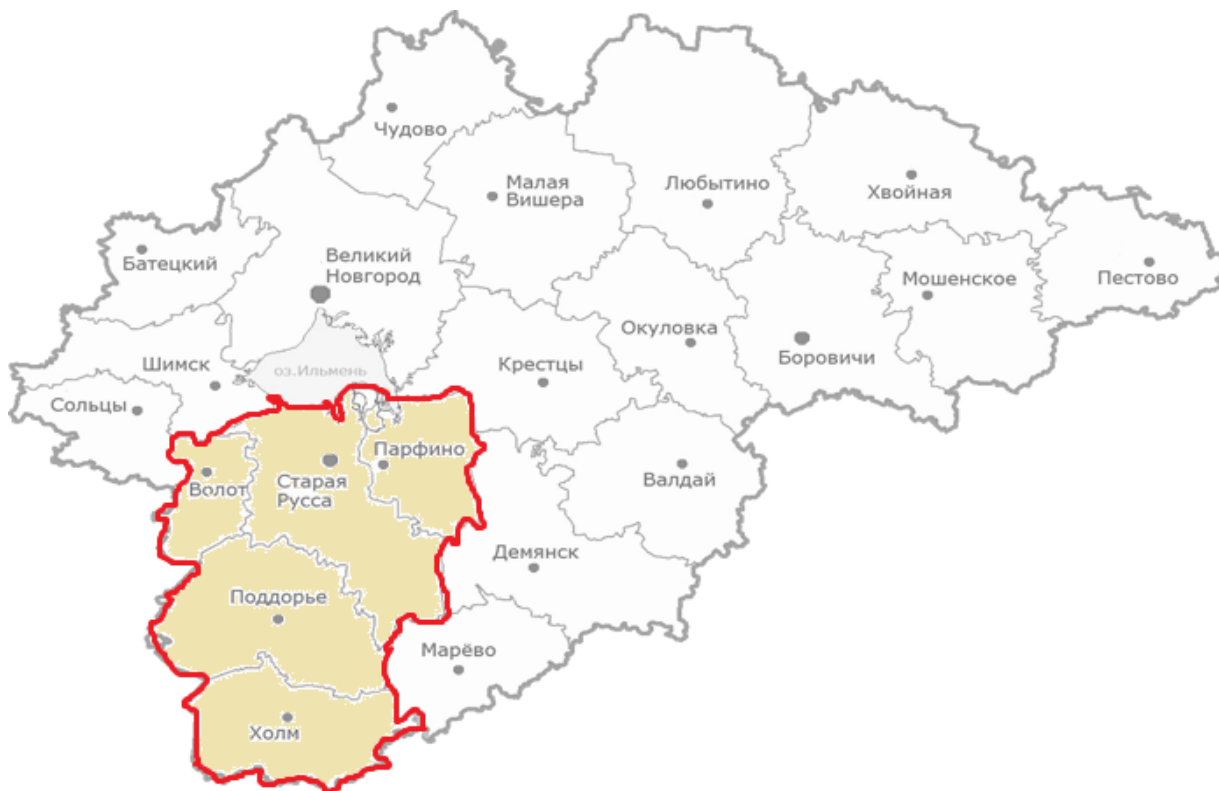 Чудово
Малая
Вишера
Любытино
Хвойная
Батецкий
Великий
Новгород
Мошенское
Пестово
Окуловка
Боровичи
Шимск
оз.Ильмень
Крестцы
Сольцы
Парфино
Волот
Старая
Русса
Валдай
Демянск
Поддорье
Марёво
Холм